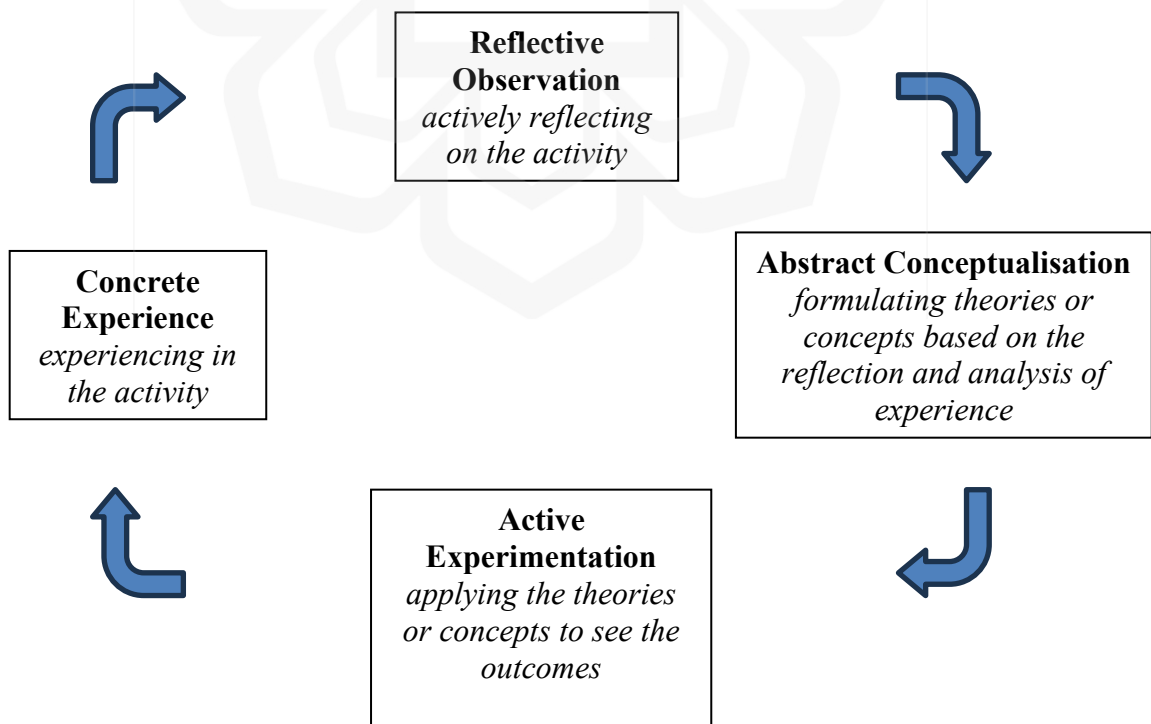 Reflective
Observation
actively reflecting
on the activity
Concrete
Experience
experiencing in
the activity
Abstract Conceptualisation
formulating theories or
concepts based on the
reflection and analysis of
experience
Active
Experimentation
applying the theories
or concepts to see the
outcomes